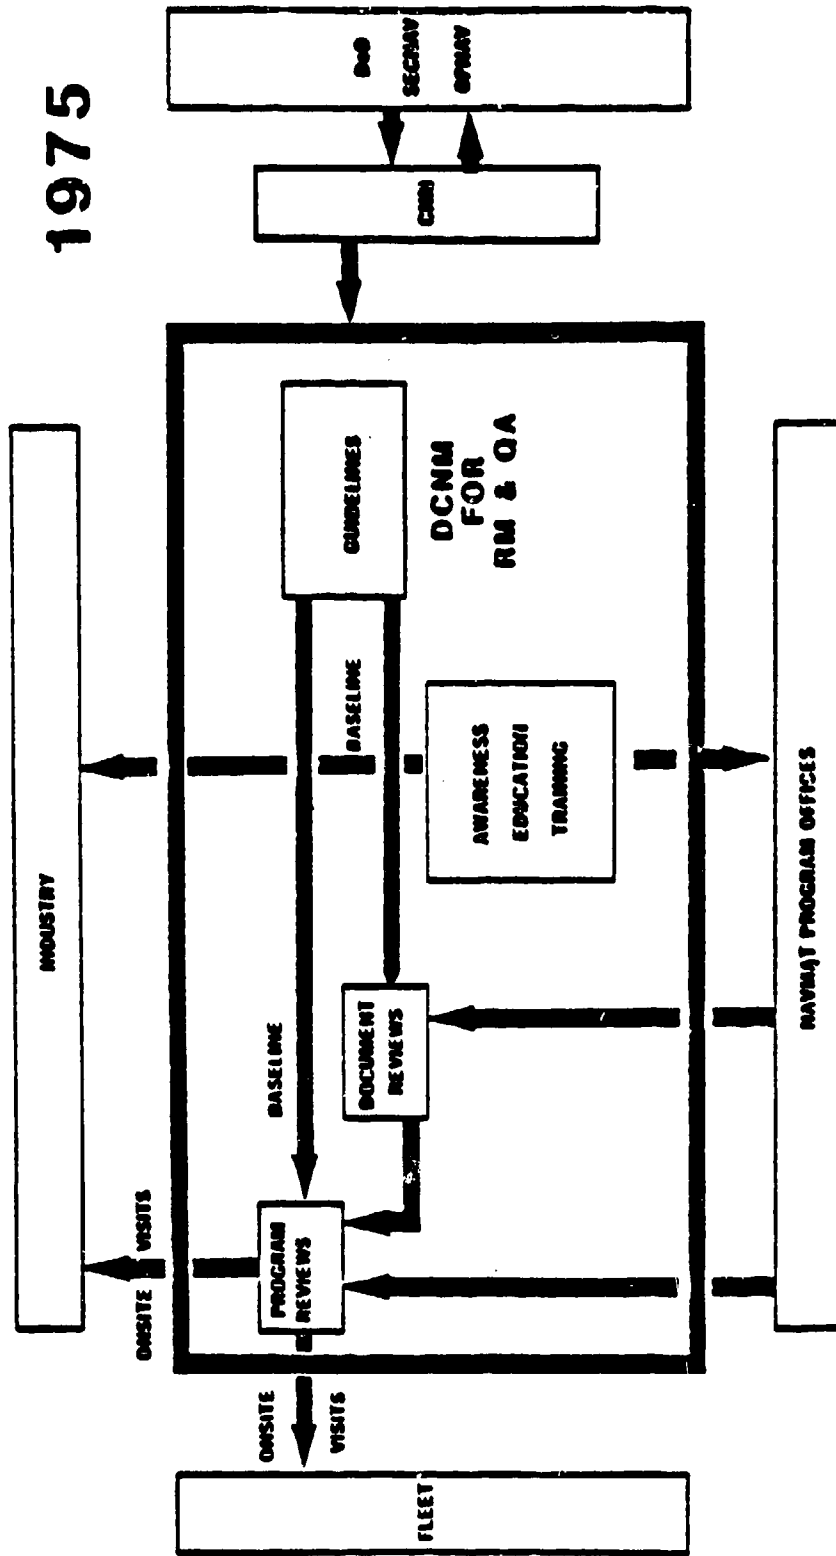 1975
INDUSTRY
ONSITE VISITS
FLEET
ONSITE
VISITS
PROGRAM
REVIEWS
BASELINE
DOCUMENT
REVIEWS
BASELINE
GUIDELINES
AWARENESS
EDUCATION
TRAINING
DCNM
FOR
RM & QA
CNM
DoD
SECNAV
OPNAV
NAVMAT PROGRAM OFFICES